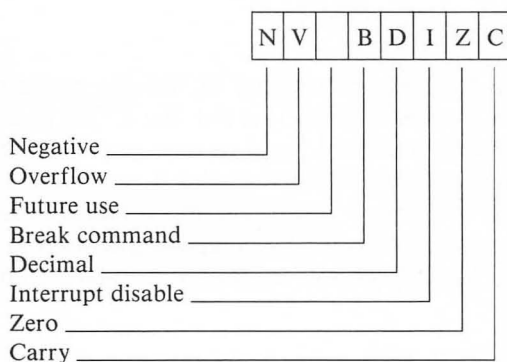 N V B D I Z C
Negative
Overflow
Future use
Break command
Decimal
Interrupt disable
Zero
Carry